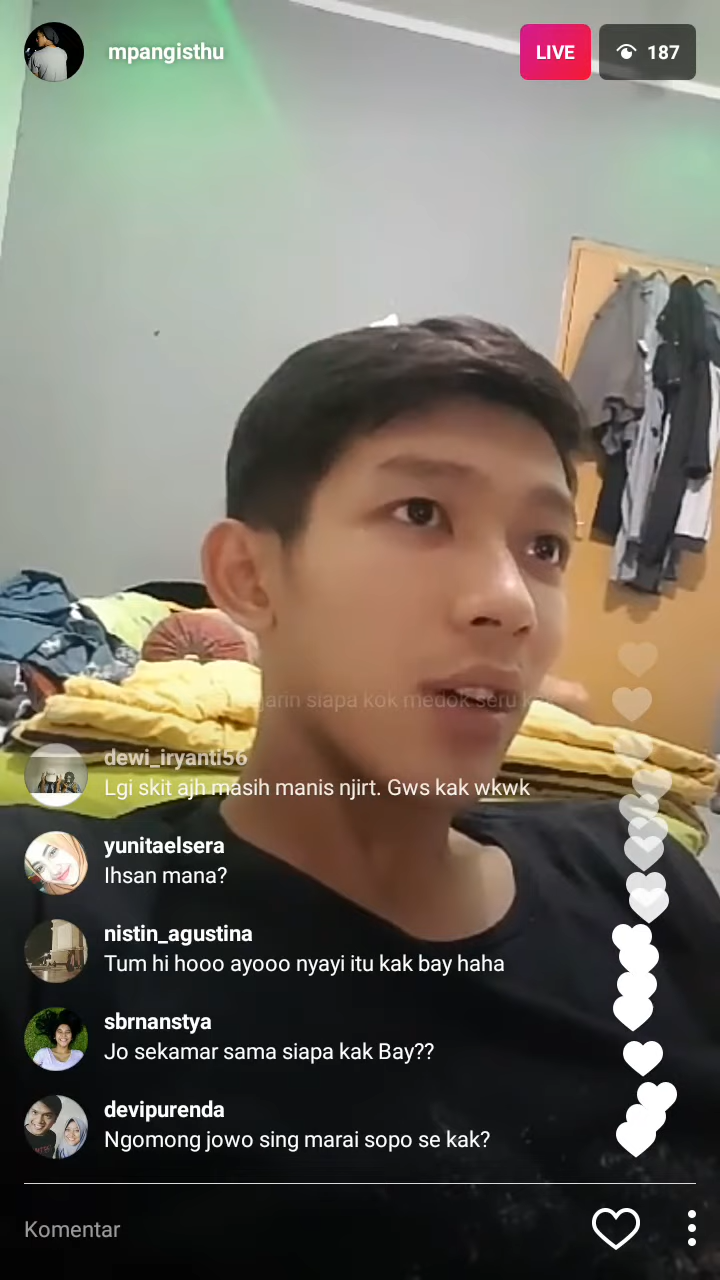 mpangisthu
LIVE
187
siapa kok medok seru
dewi_iryanti56
Lgi skit ajh masih manis njirt. Gws kak wkwk
yunitaelsera
Ihsan mana?
nistin_agustina
Tum hi hooo ayooo nyayi itu kak bay haha
sbrnanstya
Jo sekamar sama siapa kak Bay??
devipurenda
Ngomong jowo sing marai sopo se kak?
Komentar